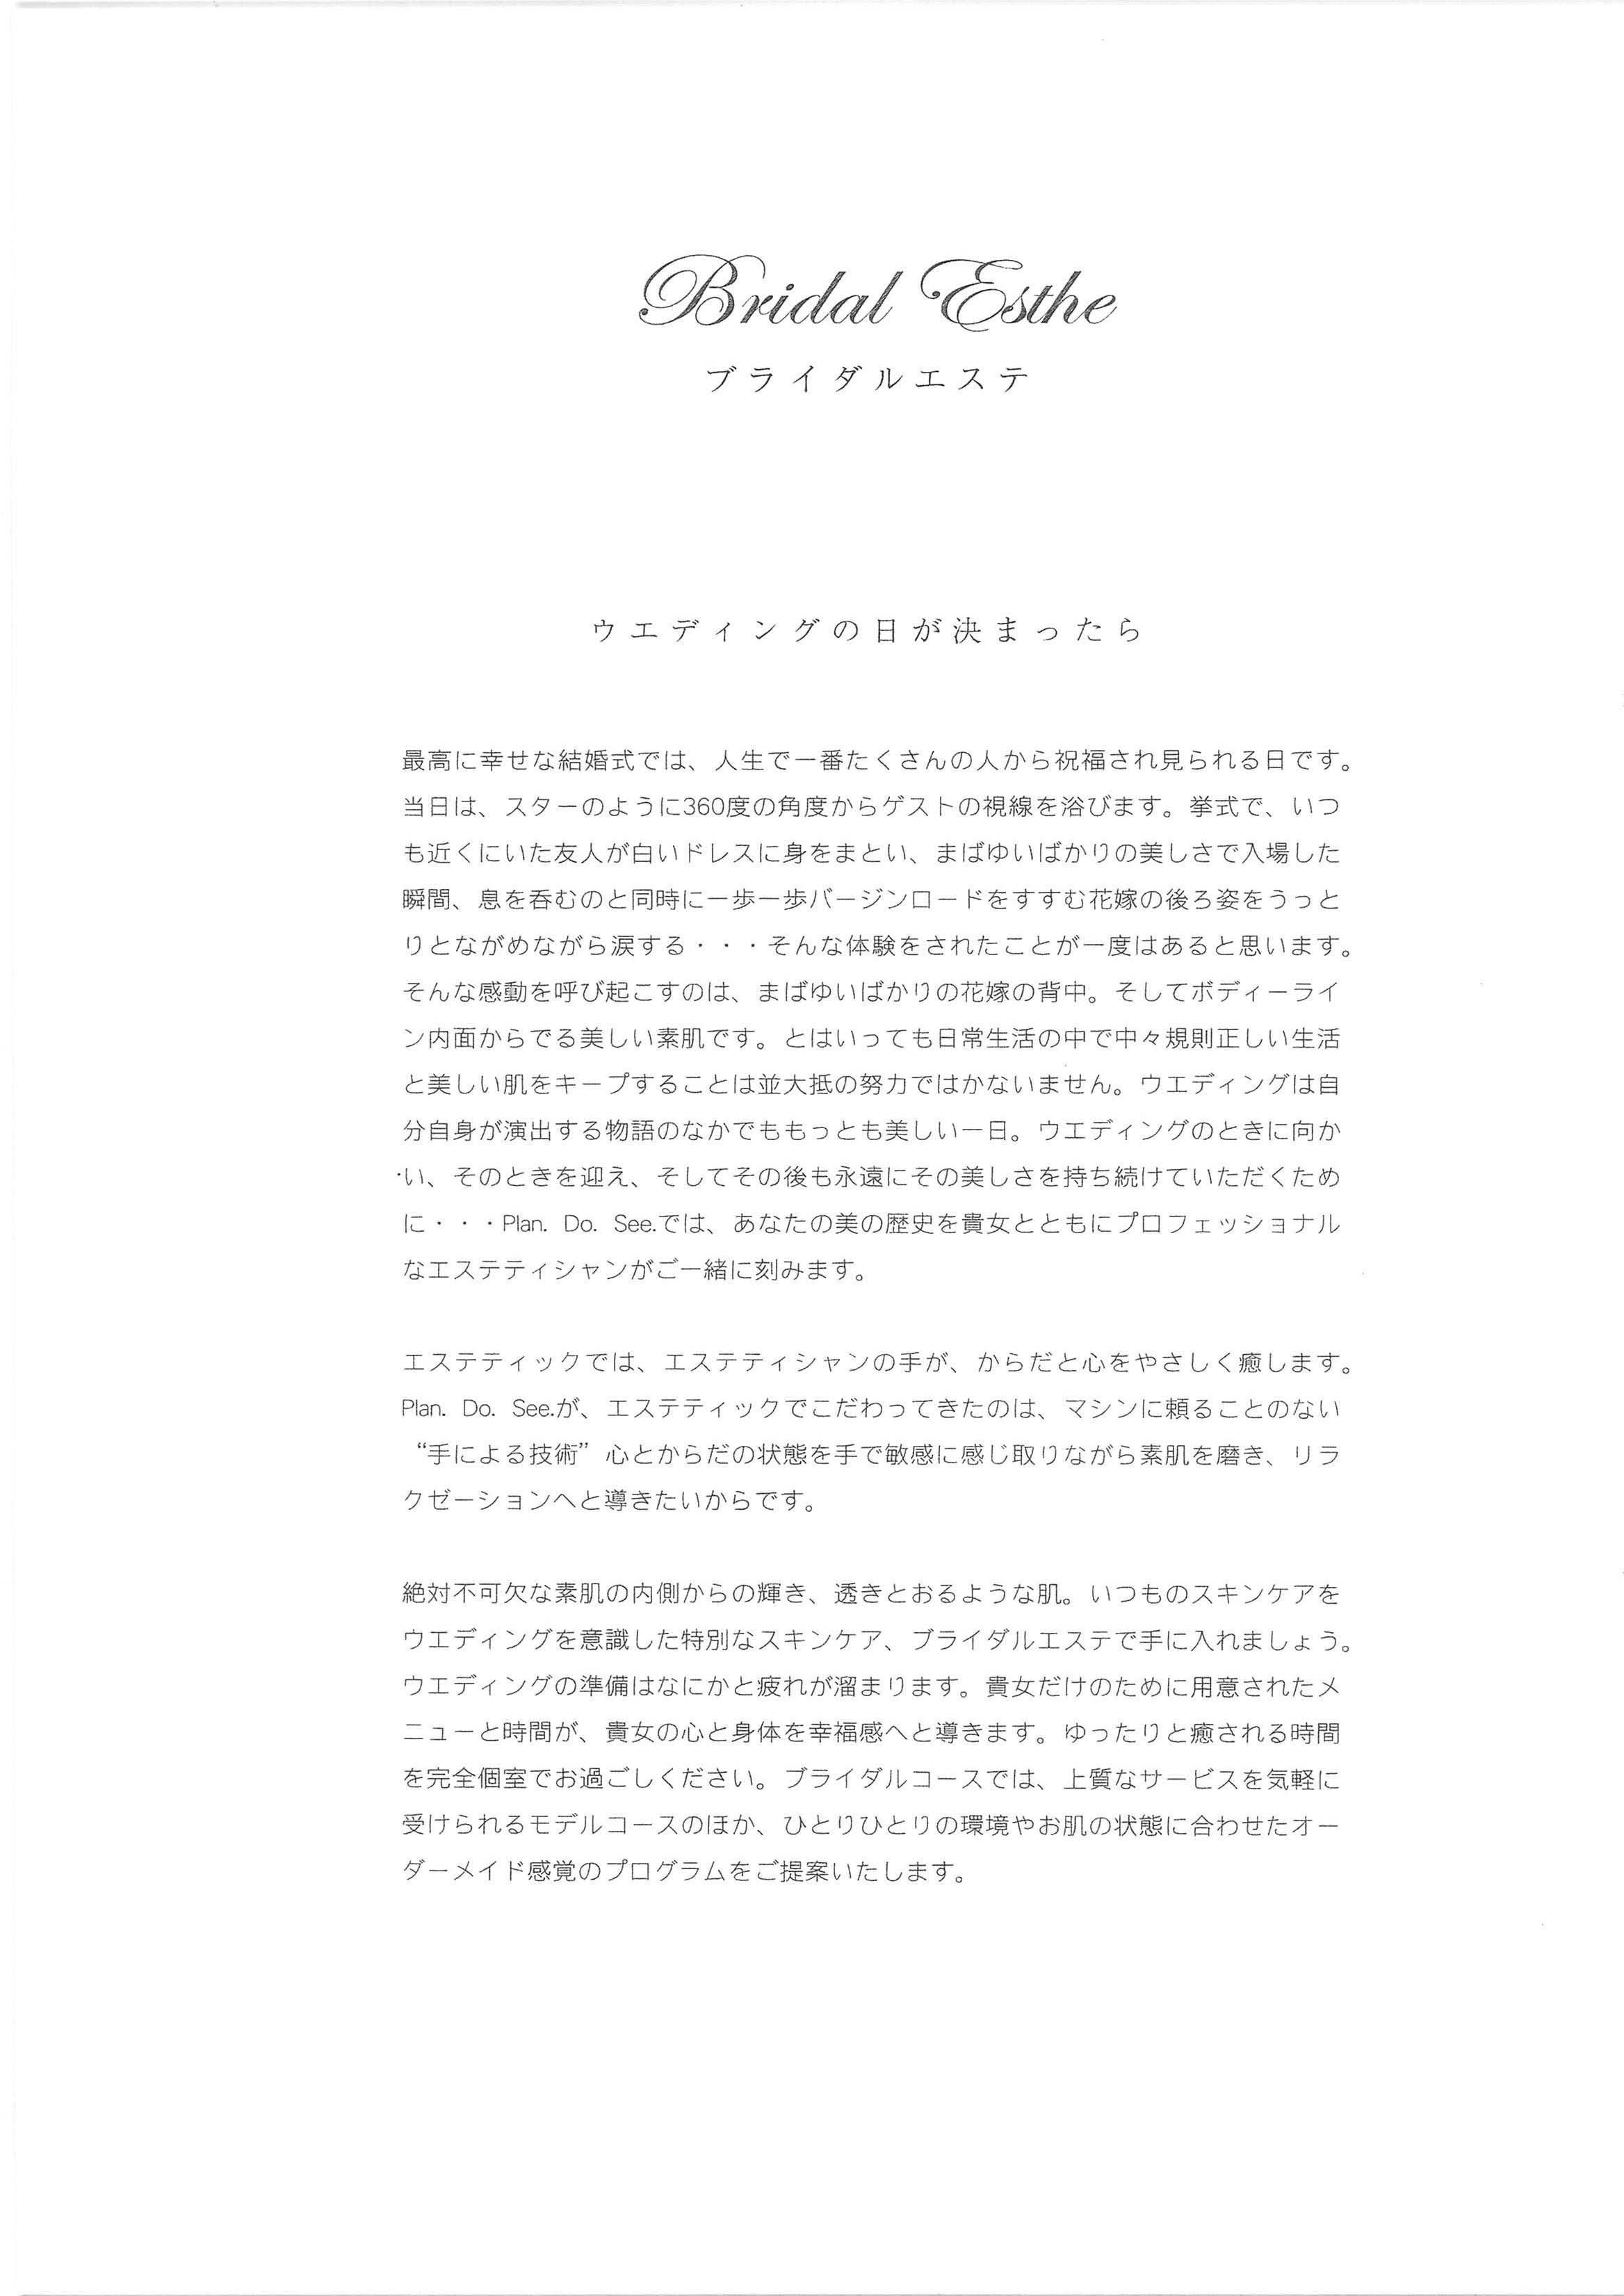 Bridal Esthe
ブライダルエステ
ウエディングの日が決まったら
最高に幸せな結婚式では、人生で一番たくさんの人から祝福され見られる日です。
当日は、スターのように360度の角度からゲストの視線を浴びます。挙式で、いつ
も近くにいた友人が白いドレスに身をまとい、まばゆいばかりの美しさで入場した
瞬間、息を呑むのと同時に一歩一歩バージンロードをすすむ花嫁の後ろ姿をうっと
りとながめながら涙する・・・そんな体験をされたことが一度はあると思います。
そんな感動を呼び起こすのは、まばゆいばかりの花嫁の背中。そしてボディーライ
ン内面からでる美しい素肌です。とはいっても日常生活の中で中々規則正しい生活
と美しい肌をキープすることは並大抵の努力ではかないません。ウエディングは自
分自身が演出する物語のなかでももっとも美しい一日。ウエディングのときに向か
い、そのときを迎え、そしてその後も永遠にその美しさを持ち続けていただくため
に・・・Plan. Do. See.では、あなたの美の歴史を貴女とともにプロフェッショナル
なエステティシャンがご一緒に刻みます。
エステティックでは、エステティシャンの手が、からだと心をやさしく癒します。
Plan. Do. See.が、エステティックでこだわってきたのは、マシンに頼ることのない
“手による技術”心とからだの状態を手で敏感に感じ取りながら素肌を磨き、リラ
クゼーションへと導きたいからです。
絶対不可欠な素肌の内側からの輝き、透きとおるような肌。いつものスキンケアを
ウエディングを意識した特別なスキンケア、ブライダルエステで手に入れましょう。
ウエディングの準備はなにかと疲れが溜まります。貴女だけのために用意されたメ
ニューと時間が、貴女の心と身体を幸福感へと導きます。ゆったりと癒される時間
を完全個室でお過ごしください。ブライダルコースでは、上質なサービスを気軽に
受けられるモデルコースのほか、ひとりひとりの環境やお肌の状態に合わせたオー
ダーメイド感覚のプログラムをご提案いたします。